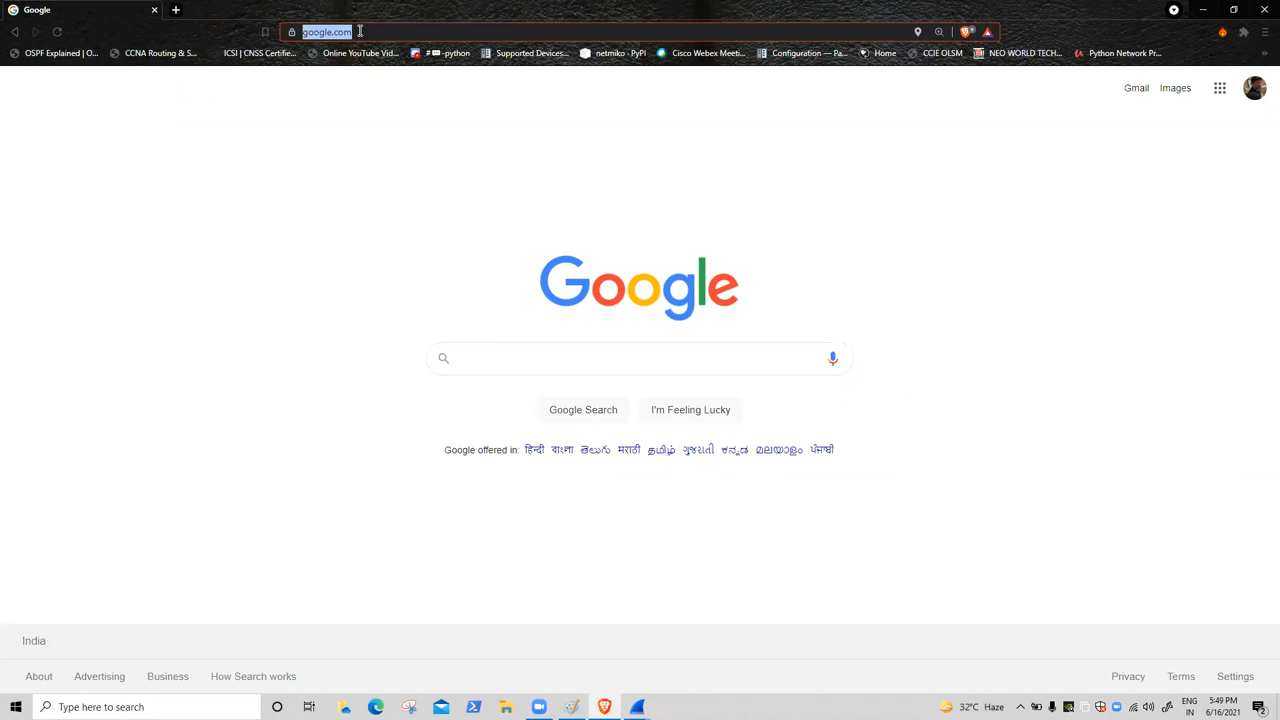 Google
google.com
OSPF Explained | O...
CCNA Routing & S...
ICSI | CNSS Certifie...
Online YouTube Vid...
-python
Supported Devices...
netmiko · PyPI
Cisco Webex Meeting...
Configuration — Pa...
Home
CCIE OLSM
NEO WORLD TECH...
Python Network Pr...
Gmail
Images
Google
Google Search
I'm Feeling Lucky
Google offered in: हिन्दी বাংলা తెలుగు मराठी தமிழ் ગુજરાતી ಕನ್ನಡ മലയാളം ਪੰਜਾਬੀ
India
About
Advertising
Business
How Search works
Privacy
Terms
Settings
Type here to search
32°C Haze
ENG
IN
5:49 PM
6/16/2021